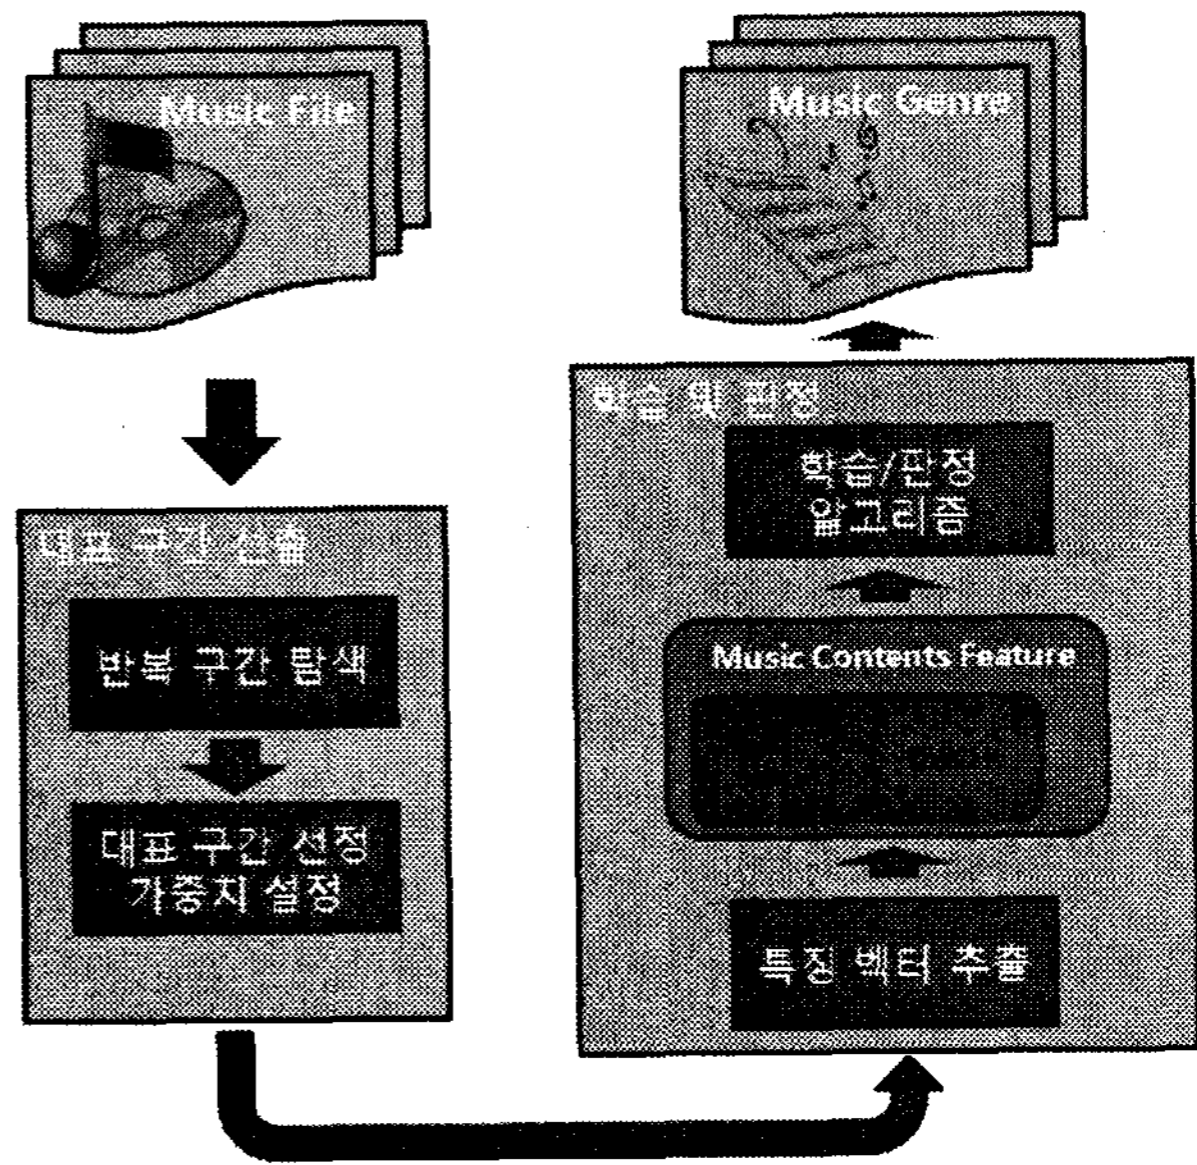 Music File
대표 구간 선출
반복 구간 탐색
대표 구간 선정
가중치 설정
Music Genre
학습 및 판정
학습/판정
알고리즘
Music Contents Feature
특징 벡터 추출